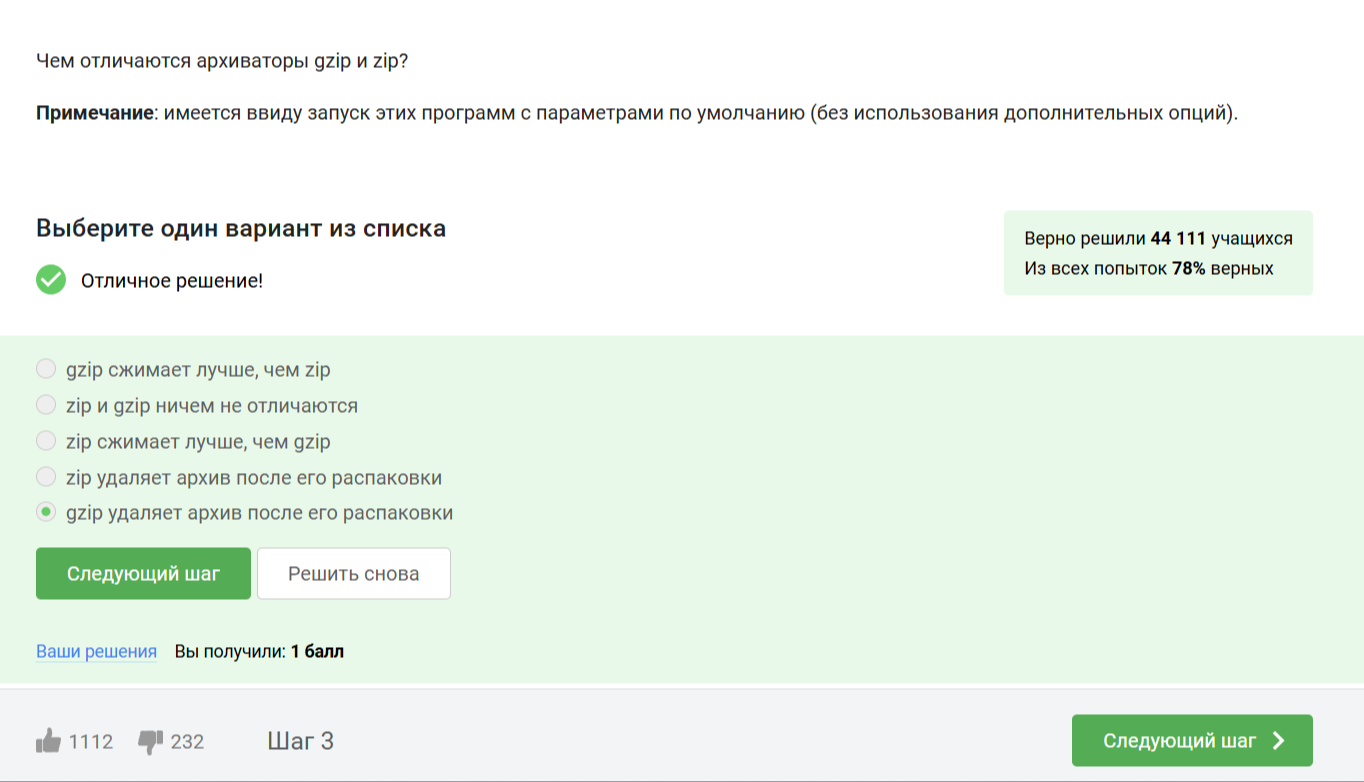 Чем отличаются архиваторы gzip и zip?
Примечание: имеется ввиду запуск этих программ с параметрами по умолчанию (без использования дополнительных опций).
Выберите один вариант из списка
Верно решили 44 111 учащихся
Из всех попыток 78% верных
Отличное решение!
gzip сжимает лучше, чем zip
zip и gzip ничем не отличаются
zip сжимает лучше, чем gzip
zip удаляет архив после его распаковки
gzip удаляет архив после его распаковки
Следующий шаг
Решить снова
Ваши решения Вы получили: 1 балл
1112 232 Шаг 3
Следующий шаг